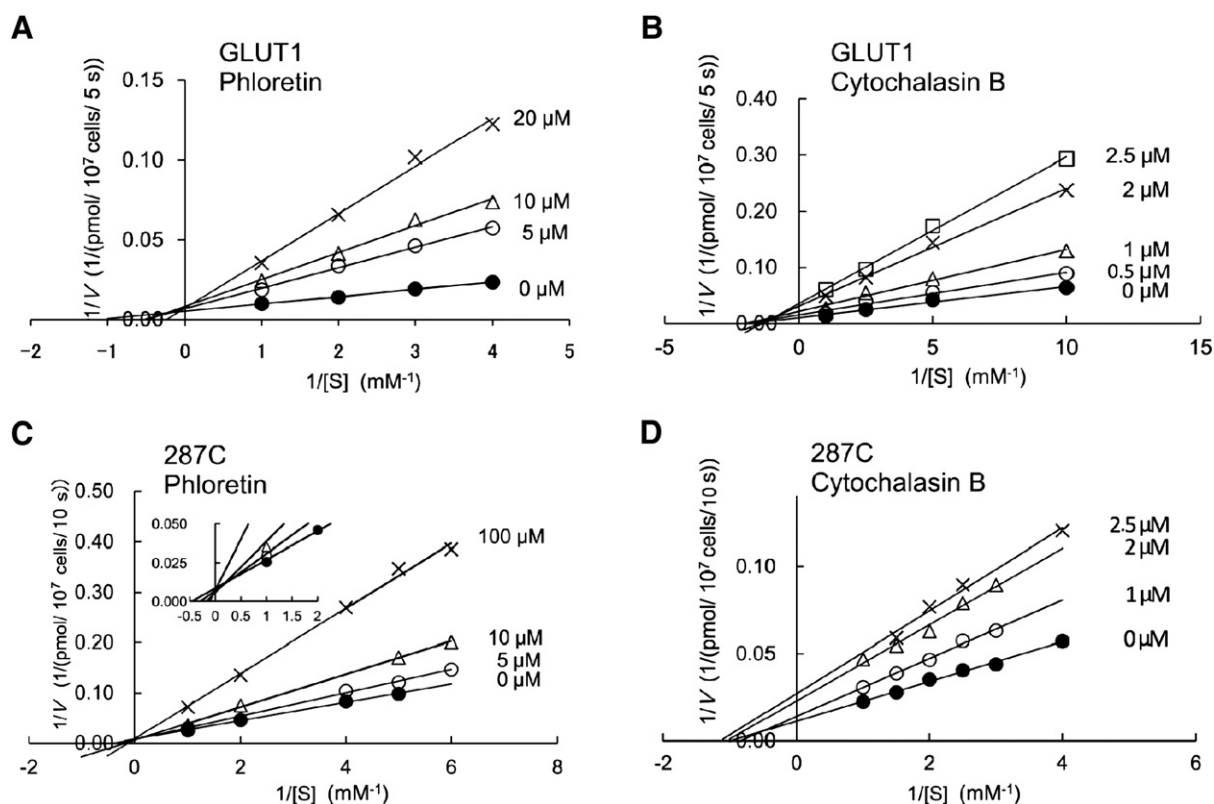 A
GLUT1
Phloretin
0.15
0.10
0.05
0.00
1/V (1/(pmol/ 10⁷ cells/ 5 s))
20 µM
10 µM
5 µM
0 µM
−2 −1 0 1 2 3 4 5
1/[S] (mM⁻¹)
B
GLUT1
Cytochalasin B
0.40
0.30
0.20
0.10
0.00
1/V (1/(pmol/ 10⁷ cells/ 5 s))
2.5 µM
2 µM
1 µM
0.5 µM
0 µM
-5 0 5 10 15
1/[S] (mM⁻¹)
C
287C
Phloretin
0.50
0.40
0.30
0.20
0.10
0.00
1/V (1/(pmol/ 10⁷ cells/ 10 s))
0.050
0.025
0.000
-0.5 0 0.5 1 1.5 2
100 µM
10 µM
5 µM
0 µM
-2 0 2 4 6 8
1/[S] (mM⁻¹)
D
287C
Cytochalasin B
0.10
0.05
0.00
1/V (1/(pmol/ 10⁷ cells/ 10 s))
2.5 µM
2 µM
1 µM
0 µM
-2 0 2 4 6
1/[S] (mM⁻¹)